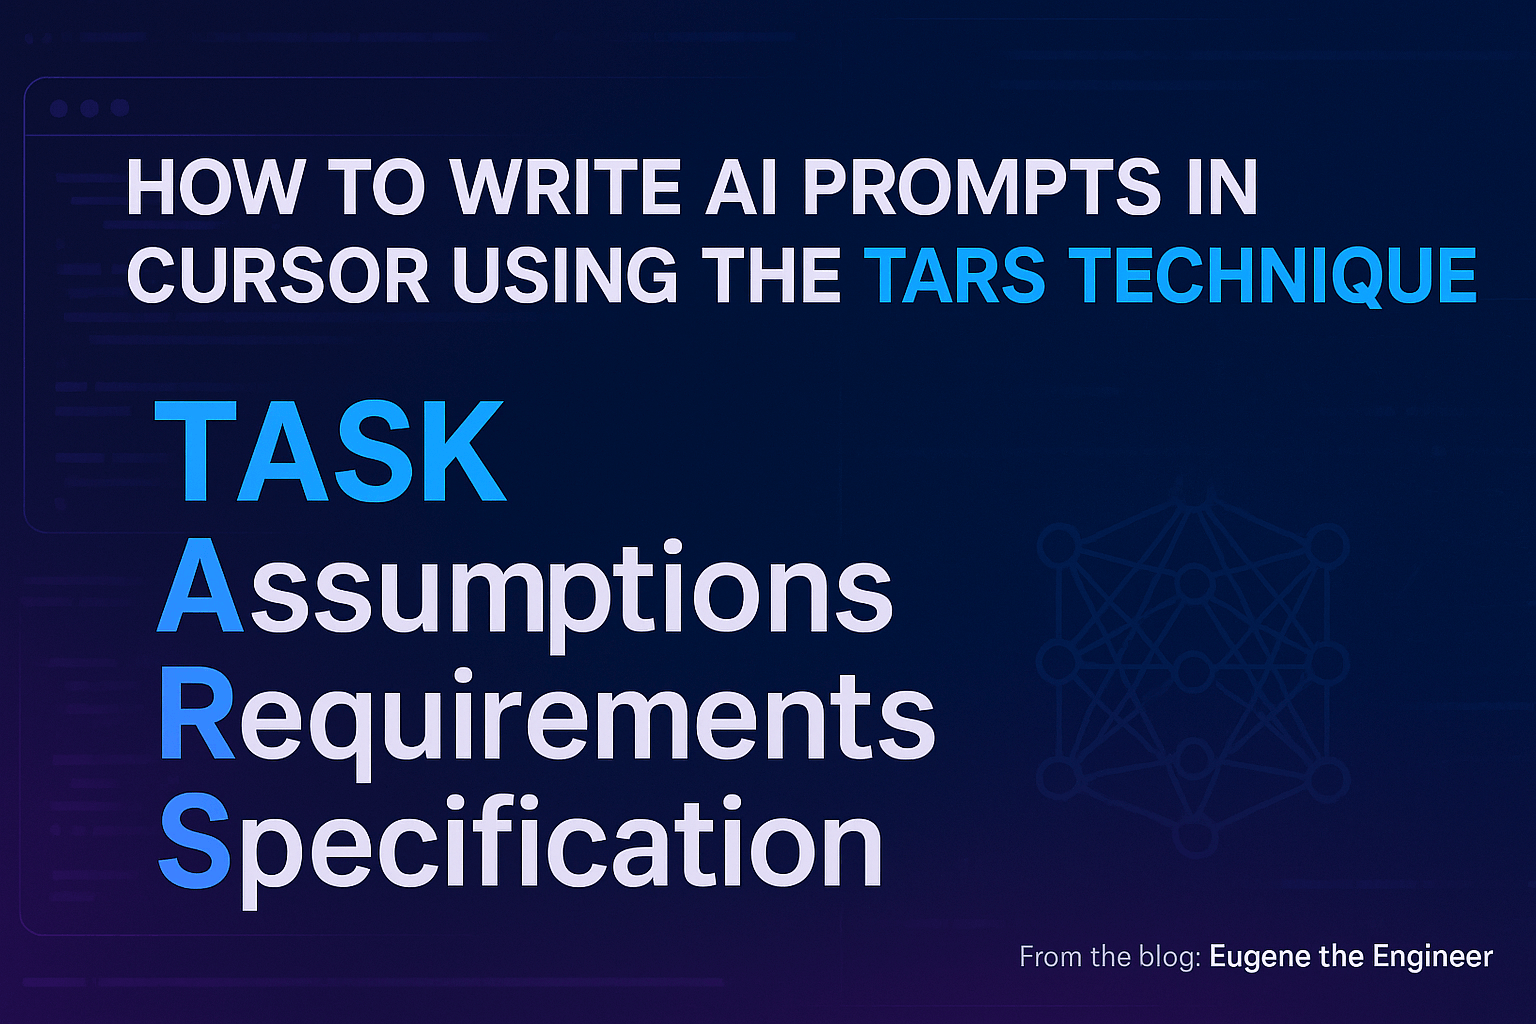 HOW TO WRITE AI PROMPTS IN
CURSOR USING THE TARS TECHNIQUE
TASK
Assumptions
Requirements
Specification
From the blog: Eugene the Engineer